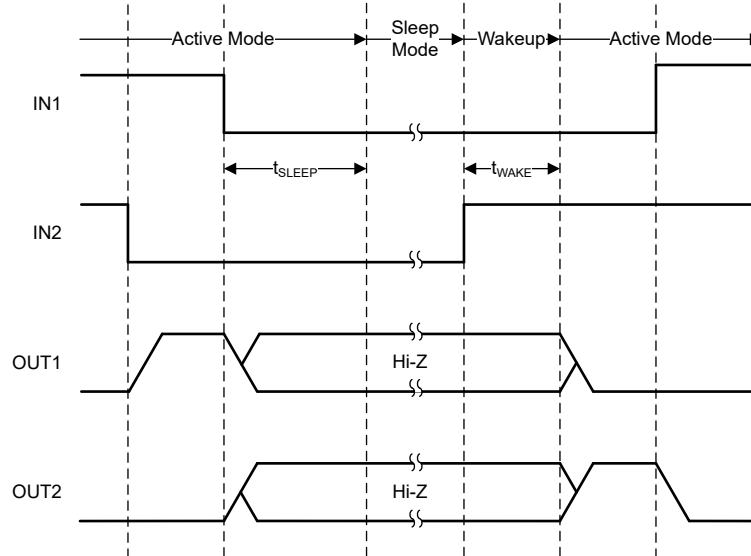 Active Mode
Sleep
Mode
Wakeup
Active Mode
IN1
tSLEEP
tWAKE
IN2
OUT1
Hi-Z
OUT2
Hi-Z